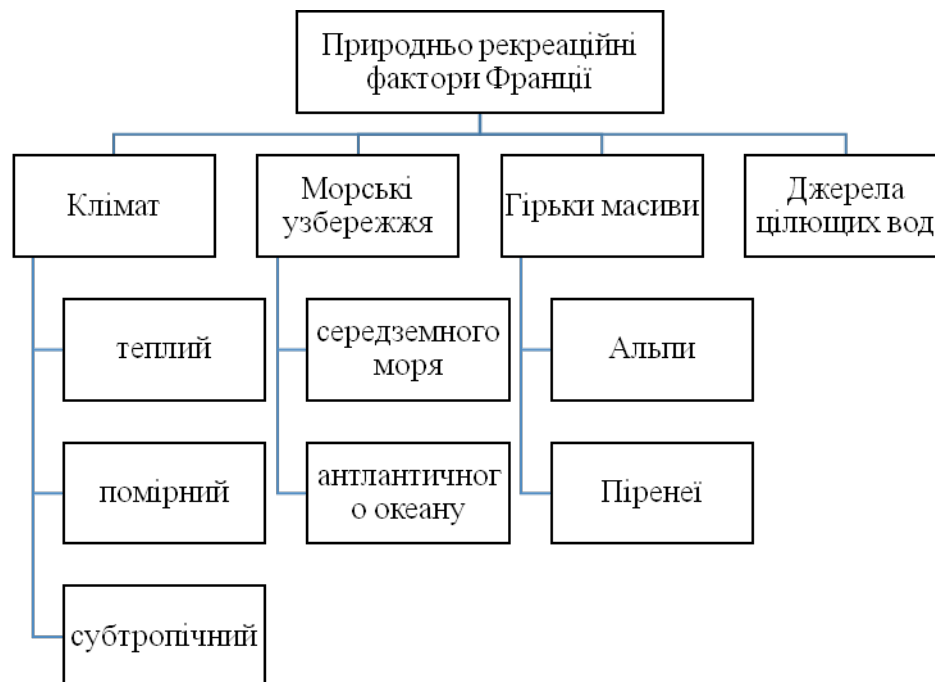 Природньо рекреаційні
фактори Франції
Клімат
Морські
узбережжя
Гірьки масиви
Джерела
цілющих вод
теплий
помірний
субтропічний
середземного
моря
антлантичног
о океану
Альпи
Піренеї